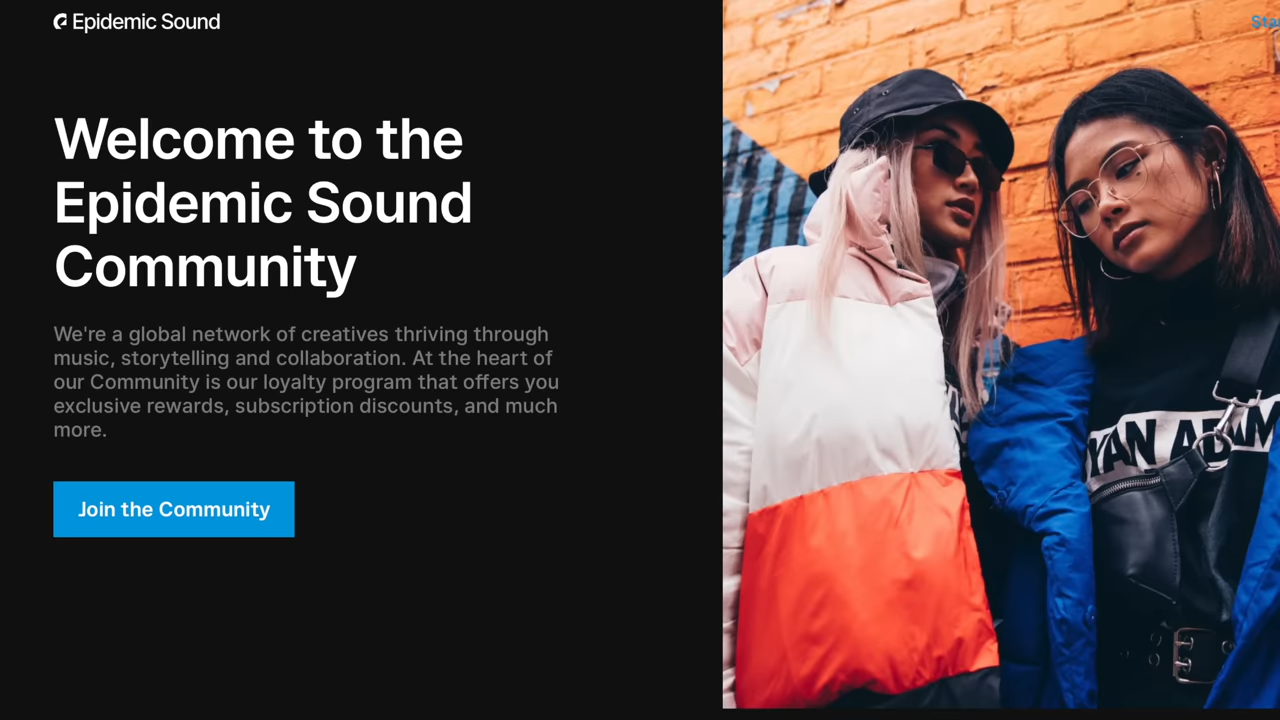 Epidemic Sound
Welcome to the
Epidemic Sound
Community
We're a global network of creatives thriving through
music, storytelling and collaboration. At the heart of
our Community is our loyalty program that offers you
exclusive rewards, subscription discounts, and much
more.
Join the Community